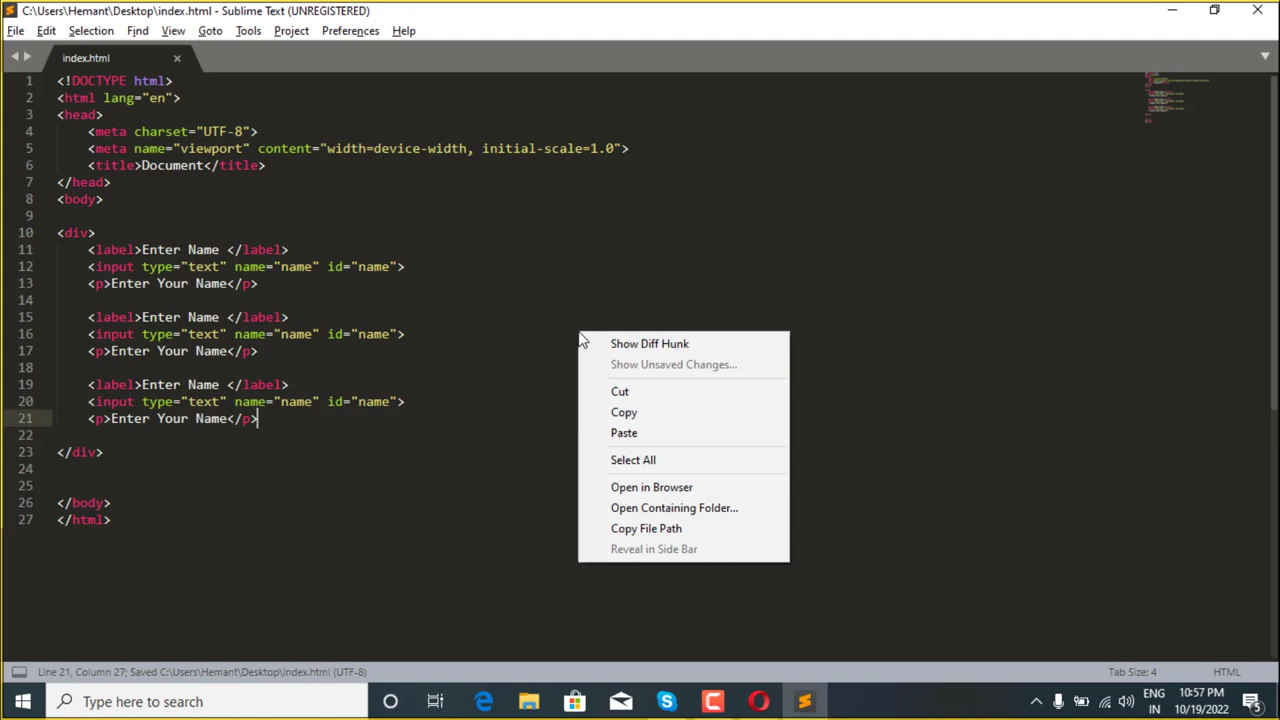 C:\Users\Hemant\Desktop\index.html - Sublime Text (UNREGISTERED)
File Edit Selection Find View Goto Tools Project Preferences Help
index.html
1 <!DOCTYPE html>
2 <html lang="en">
3 <head>
4 <meta charset="UTF-8">
5 <meta name="viewport" content="width=device-width, initial-scale=1.0">
6 <title>Document</title>
7 </head>
8 <body>
9
10 <div>
11 <label>Enter Name </label>
12 <input type="text" name="name" id="name">
13 <p>Enter Your Name</p>
14
15 <label>Enter Name </label>
16 <input type="text" name="name" id="name">
17 <p>Enter Your Name</p>
18
19 <label>Enter Name </label>
20 <input type="text" name="name" id="name">
21 <p>Enter Your Name</p>
22
23 </div>
24
25
26 </body>
27 </html>
Show Diff Hunk
Show Unsaved Changes...
Cut
Copy
Paste
Select All
Open in Browser
Open Containing Folder...
Copy File Path
Reveal in Side Bar
Line 21, Column 27; Saved C:\Users\Hemant\Desktop\index.html (UTF-8) Tab Size: 4 HTML
Type here to search
ENG
IN
10:57 PM
10/19/2022
5